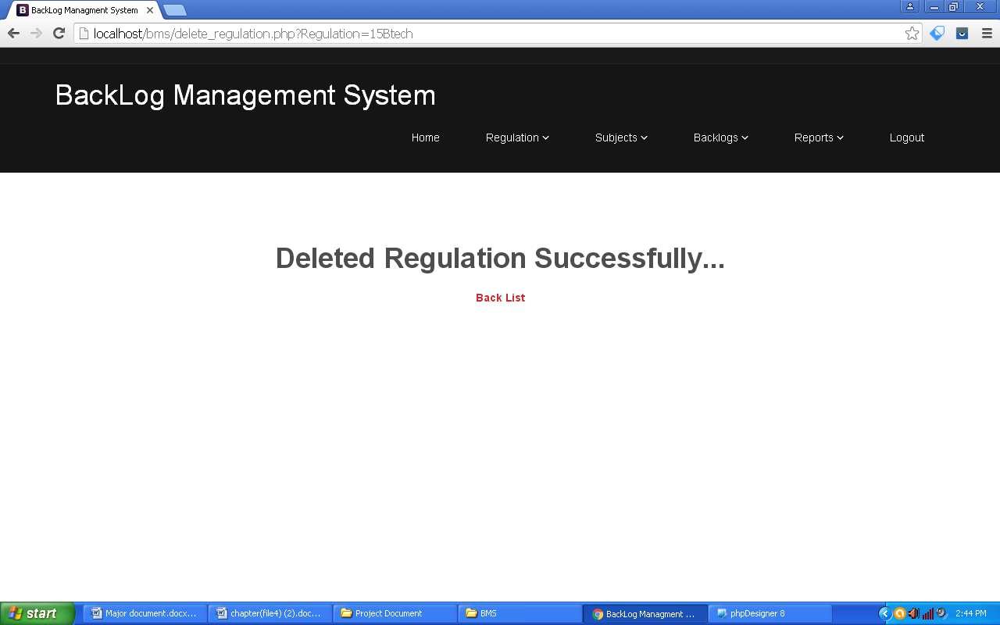 BackLog Managment System
localhost/bms/delete_regulation.php?Regulation=15Btech
BackLog Management System
Home Regulation Subjects Backlogs Reports Logout
Deleted Regulation Successfully...
Back List
start Major document.docx... chapter(file4) (2).doc... Project Document BMS BackLog Managment ... phpDesigner 8 2:44 PM